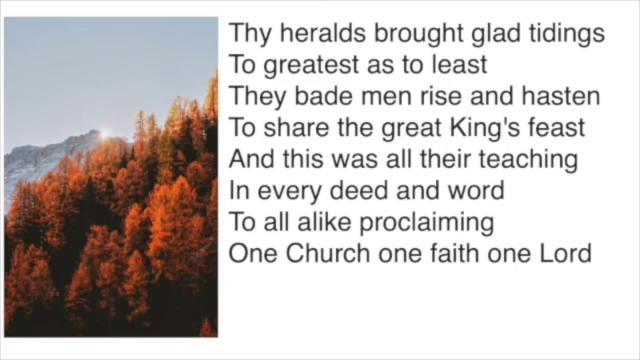 Thy heralds brought glad tidings
To greatest as to least
They bade men rise and hasten
To share the great King's feast
And this was all their teaching
In every deed and word
To all alike proclaiming
One Church one faith one Lord